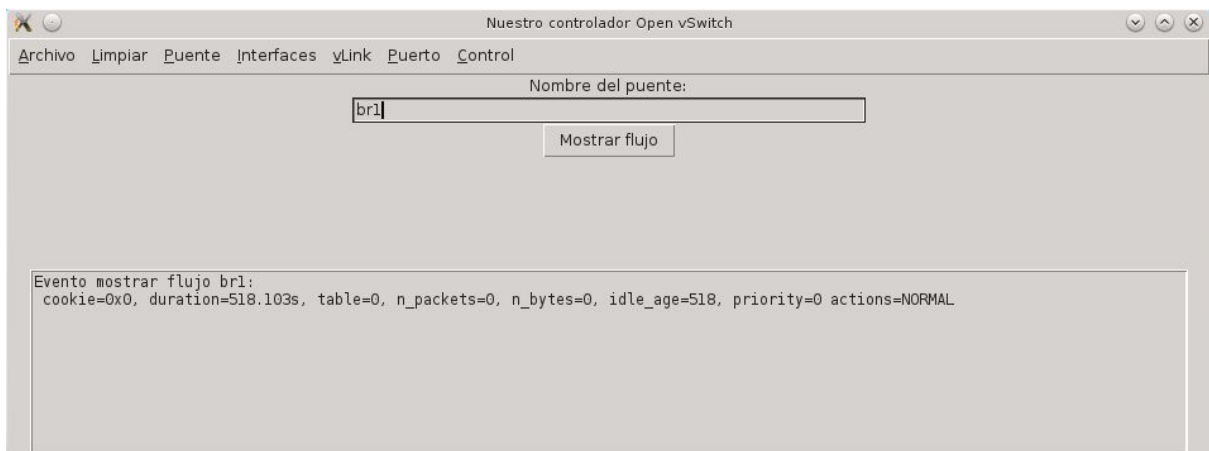 Nuestro controlador Open vSwitch
Archivo Limpiar Puente Interfaces vLink Puerto Control
Nombre del puente:
br1
Mostrar flujo
Evento mostrar flujo br1:
cookie=0x0, duration=518.103s, table=0, n_packets=0, n_bytes=0, idle_age=518, priority=0 actions=NORMAL